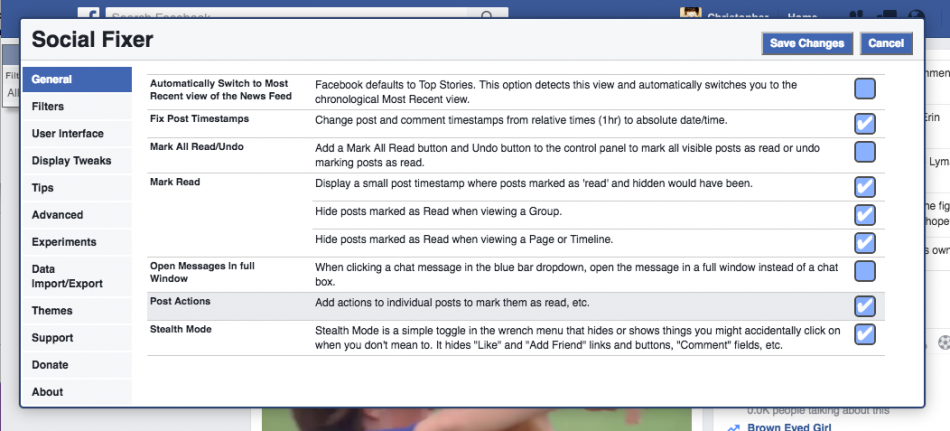 Search Facebook
Christopher
Home
Social Fixer
Save Changes
Cancel
General
Filters
User Interface
Display Tweaks
Tips
Advanced
Experiments
Data
Import/Export
Themes
Support
Donate
About
Automatically Switch to Most
Recent view of the News Feed
Facebook defaults to Top Stories. This option detects this view and automatically switches you to the
chronological Most Recent view.
Fix Post Timestamps
Change post and comment timestamps from relative times (1hr) to absolute date/time.
Mark All Read/Undo
Add a Mark All Read button and Undo button to the control panel to mark all visible posts as read or undo
marking posts as read.
Mark Read
Display a small post timestamp where posts marked as 'read' and hidden would have been.
Hide posts marked as Read when viewing a Group.
Hide posts marked as Read when viewing a Page or Timeline.
Open Messages In full
Window
When clicking a chat message in the blue bar dropdown, open the message in a full window instead of a chat
box.
Post Actions
Add actions to individual posts to mark them as read, etc.
Stealth Mode
Stealth Mode is a simple toggle in the wrench menu that hides or shows things you might accidentally click on
when you don't mean to. It hides "Like" and "Add Friend" links and buttons, "Comment" fields, etc.
Erin
Lym
he fig
hope
s own
0.0K people talking about this
Brown Eyed Girl